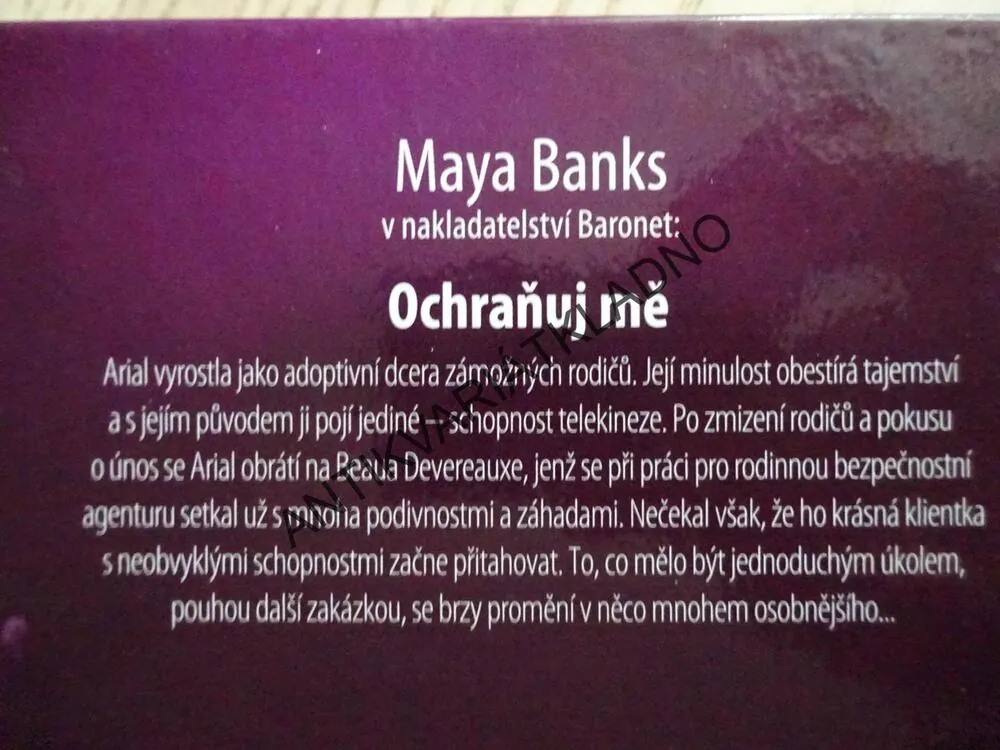 Maya Banks
v nakladatelství Baronet:
Ochraňuj mě
Arial vyrostla jako adoptivní dcera zámožných rodičů. Její minulost obestírá tajemství
a s jejím původem ji pojí jediné – schopnost telekineze. Po zmizení rodičů a pokusu
o únos se Arial obrátí na Beaua Devereauxe, jenž se při práci pro rodinnou bezpečnostní
agenturu setkal už s mnoha podivnostmi a záhadami. Nečekal však, že ho krásná klientka
s neobvyklými schopnostmi začne přitahovat. To, co mělo být jednoduchým úkolem,
pouhou další zakázkou, se brzy promění v něco mnohem osobnějšího...
ANTIKVARIÁTKLADNO